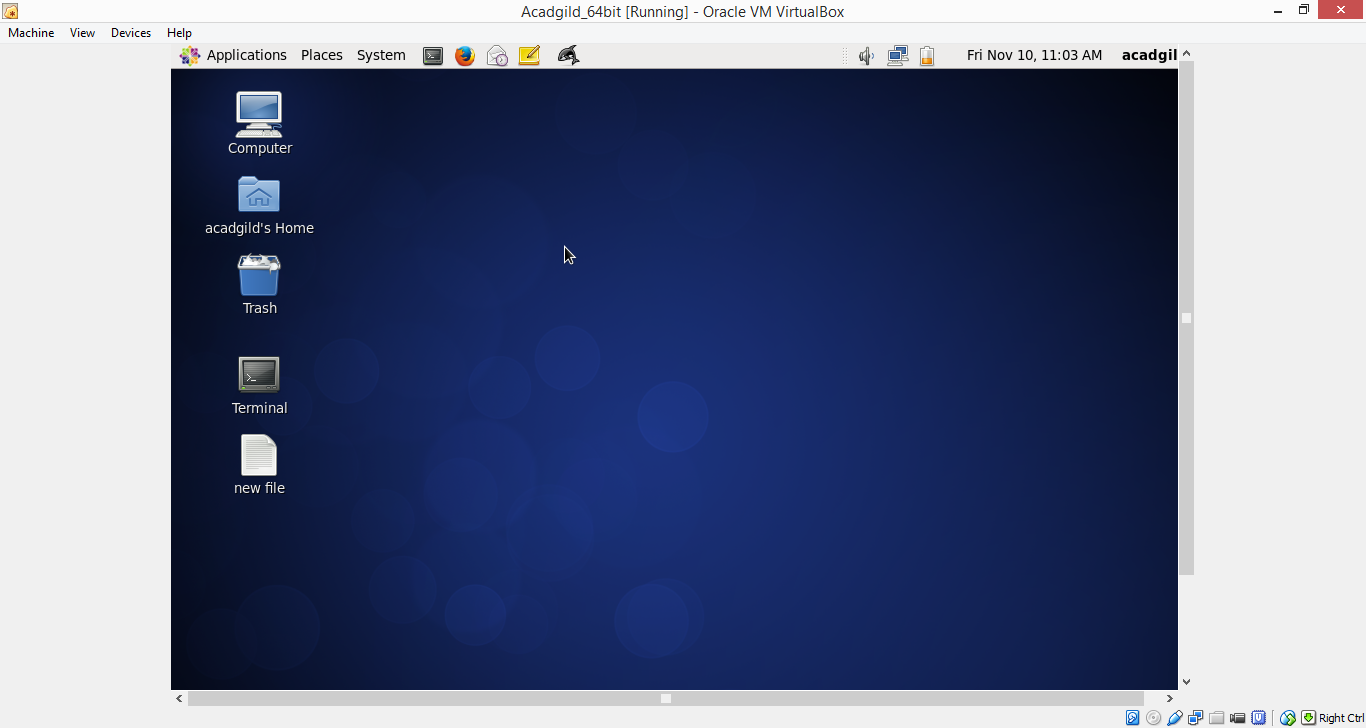 Acadgild_64bit [Running] - Oracle VM VirtualBox
Machine View Devices Help
Applications Places System Fri Nov 10, 11:03 AM acadgil
Computer
acadgild's Home
Trash
Terminal
new file
Right Ctrl